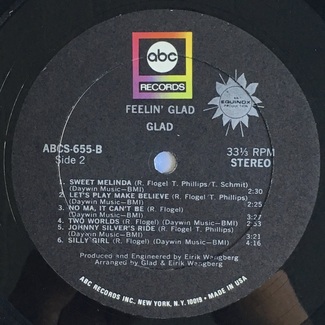 abc
RECORDS
FEELIN' GLAD
GLAD
EQUINOX
ABCS-655-B
Side 2
33⅓ RPM
STEREO
1. SWEET MELINDA (R. Flogel T. Phillips/T. Schmit)
(Daywin Music—BMI) 2:30
2. LET'S PLAY MAKE BELIEVE (R. Flogel T. Phillips)
(Daywin Music—BMI) 2:25
3. NO MA, IT CAN'T BE (R. Flogel)
(Daywin Music—BMI) 3:27
4. TWO WORLDS (R. Flogel) (Daywin Music—BMI) 2:33
5. JOHNNY SILVER'S RIDE (R. Flogel T. Phillips)
(Daywin Music—BMI) 3:21
6. SILLY GIRL (R. Flogel) (Daywin Music—BMI) 4:16
Produced and Engineered by Eirik Wangberg
Arranged by Glad & Eirik Wangberg
ABC RECORDS INC. NEW YORK, N.Y. 10019 • MADE IN USA